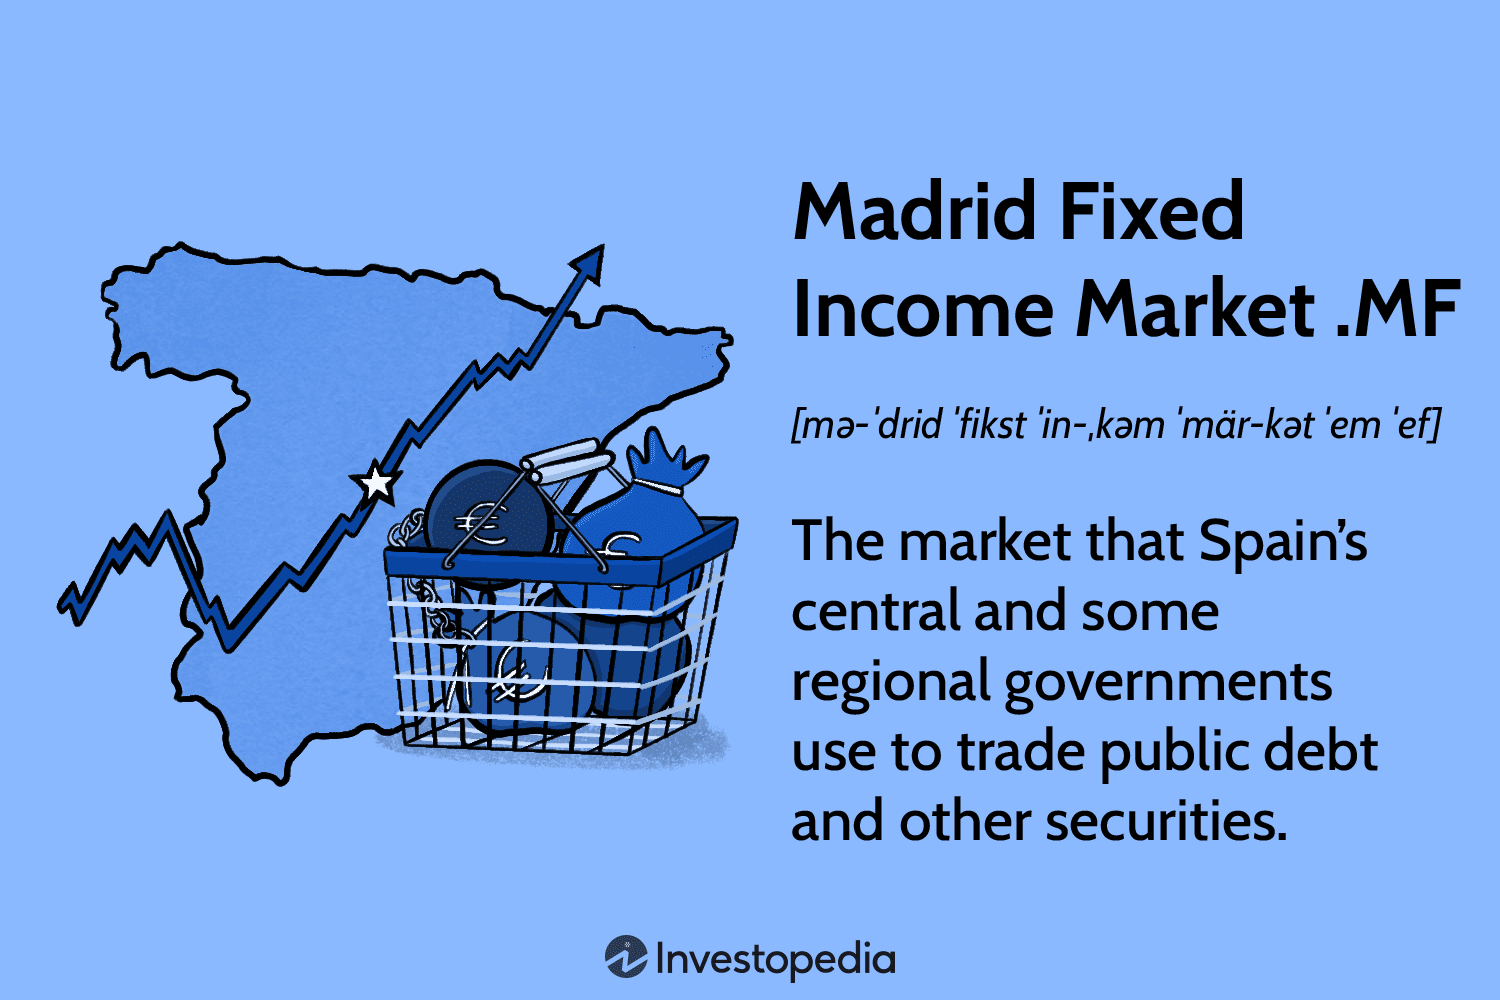 Madrid Fixed
Income Market .MF
[mə-ˈdrid ˈfikst ˈin-ˌkəm ˈmär-kət ˈem ˈef]
The market that Spain’s
central and some
regional governments
use to trade public debt
and other securities.
€
€
€
Investopedia